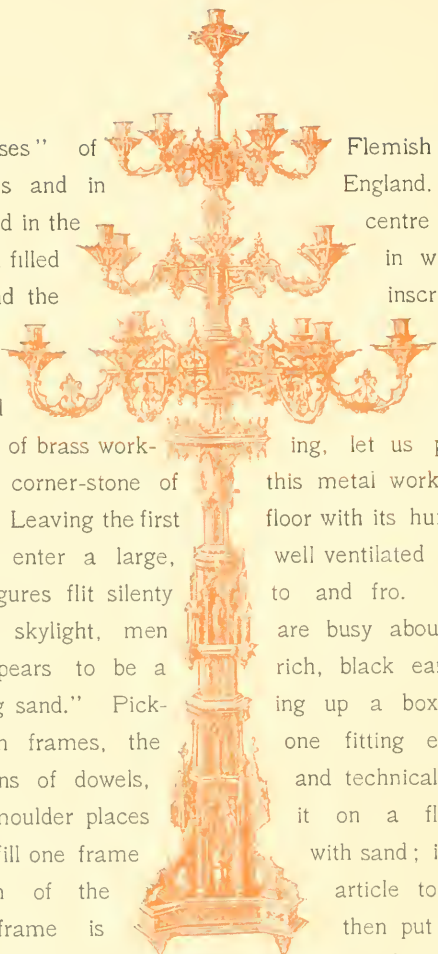 ses" of Flemish
s and in England.
d in the centre
filled in w
nd the inscr
of brass work- ing, let us p
corner-stone of this metal work
Leaving the first floor with its hu
enter a large, well ventilated
gures flit silenty to and fro.
skylight, men are busy abou
pears to be a rich, black ea
g sand." Pick- ing up a box
n frames, the one fitting e
ns of dowels, and technical
noulder places it on a fl
fill one frame with sand; i
n of the article to
frame is then put